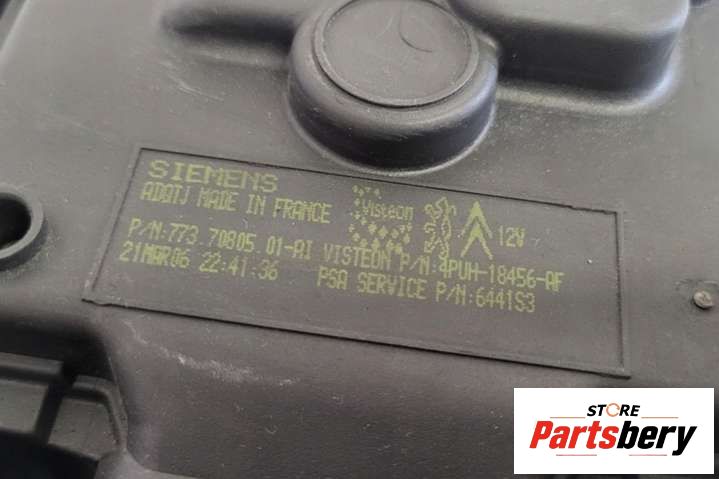 SIEMENS
ADATJ MADE IN FRANCE
Visteon
12V
P/N:773.70805.01-AI VISTEON P/N:4PUH-18456-AF
21MAR06 22:41:36 PSA SERVICE P/N:6441S3
STORE
Partsbery